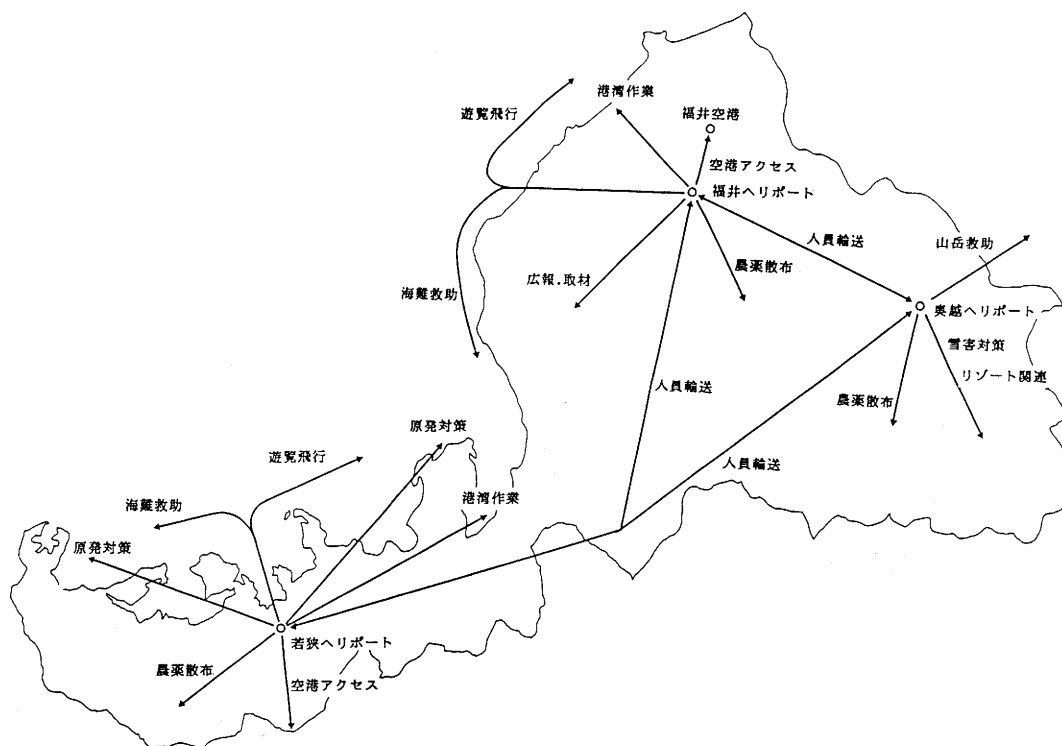 港湾作業
遊覧飛行
福井空港
空港アクセス
福井ヘリポート
人員輸送
山岳救助
農薬散布
広報.取材
海難救助
奥越ヘリポート
雪害対策
リゾート関連
人員輸送
農薬散布
原発対策
遊覧飛行
人員輸送
港湾作業
海難救助
原発対策
若狭ヘリポート
農薬散布
空港アクセス